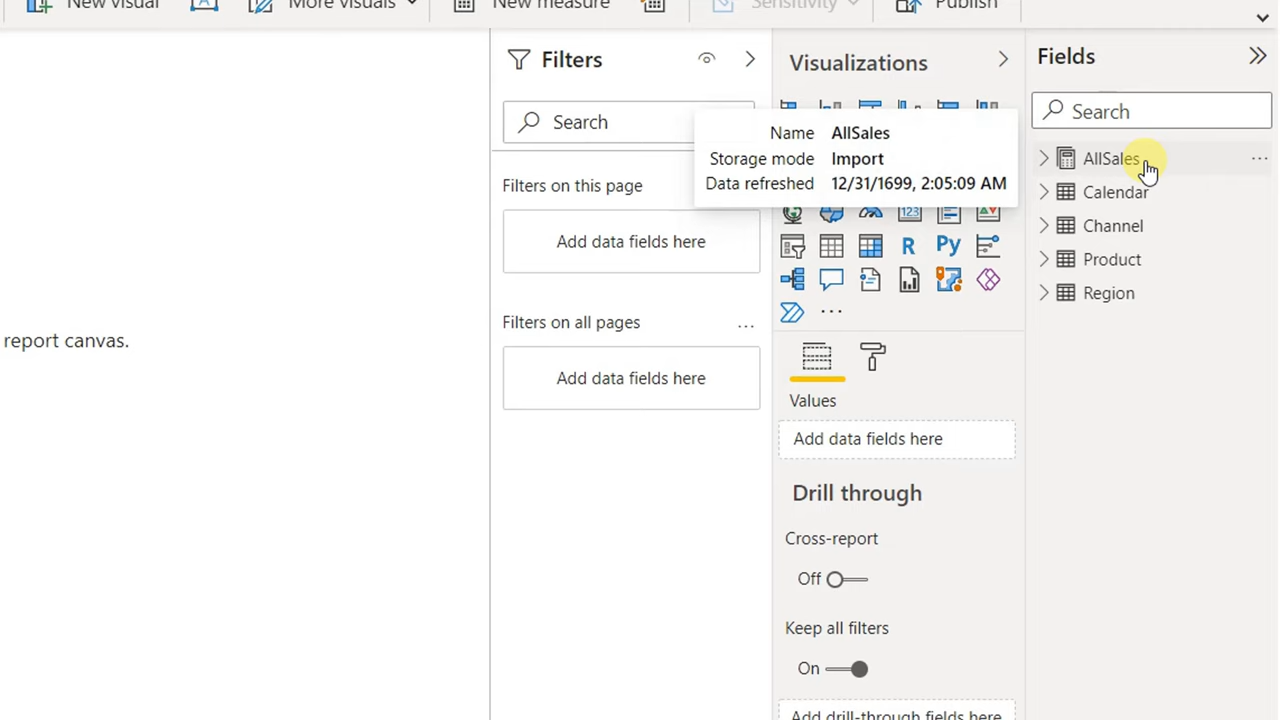 New visual
More visuals
New measure
Sensitivity
Publish
report canvas.
Filters
Search
Filters on this page
Add data fields here
Filters on all pages
...
Add data fields here
Visualizations
Name AllSales
Storage mode Import
Data refreshed 12/31/1699, 2:05:09 AM
123
R
Py
...
Values
Add data fields here
Drill through
Cross-report
Off
Keep all filters
On
Add drill-through fields here
Fields
Search
AllSales
...
Calendar
Channel
Product
Region